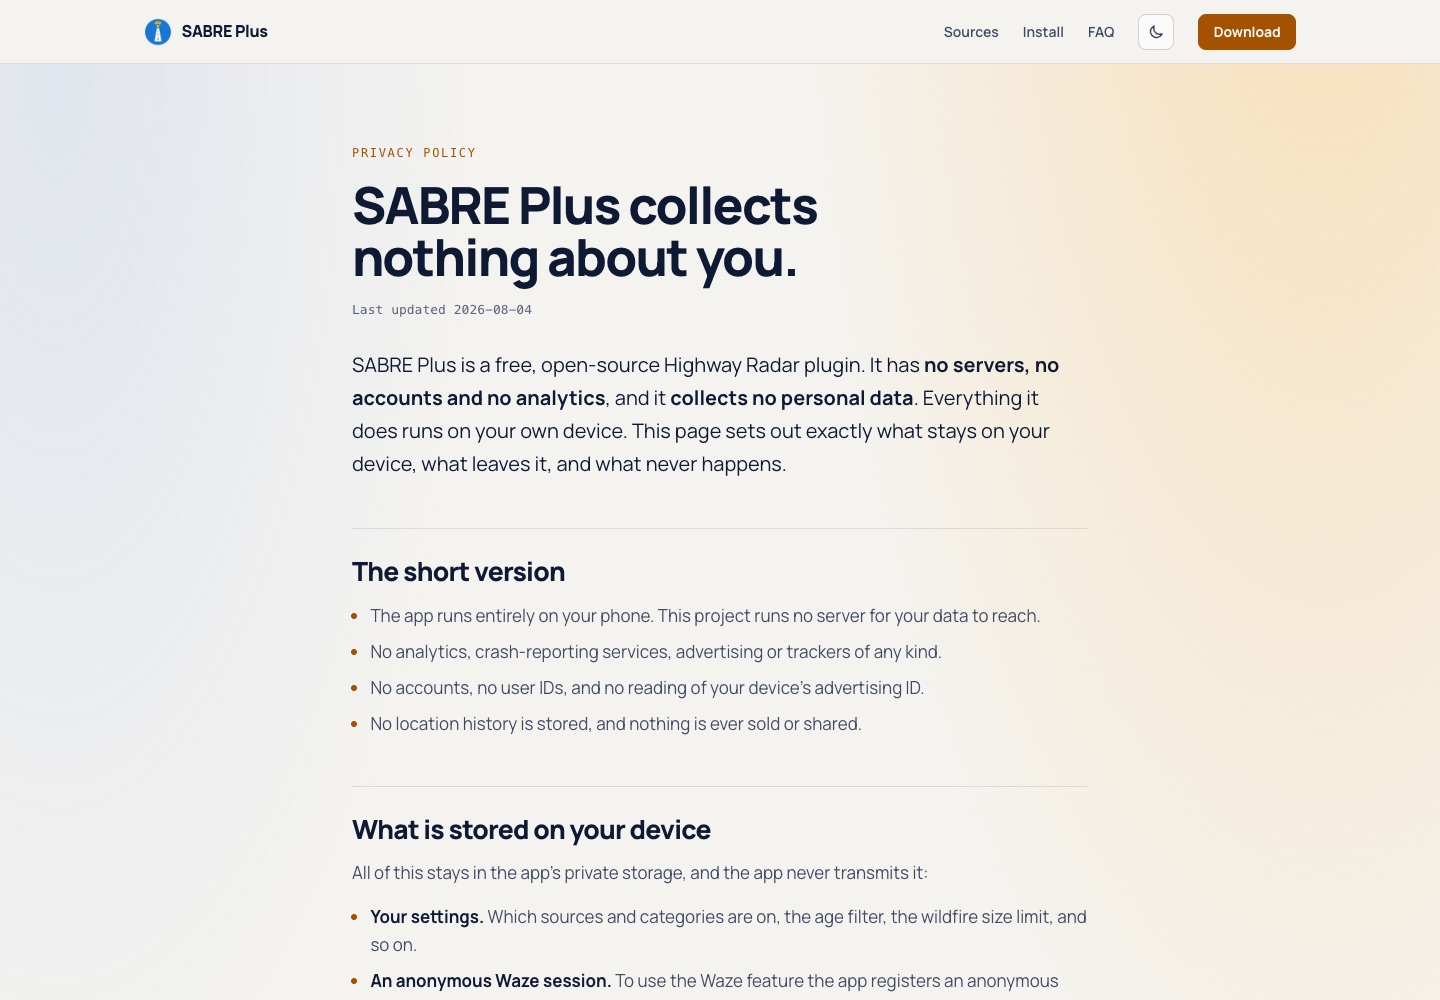 SABRE Plus
Sources
Install
FAQ
Download
PRIVACY POLICY
SABRE Plus collects
nothing about you.
Last updated 2026-08-04
SABRE Plus is a free, open-source Highway Radar plugin. It has no servers, no
accounts and no analytics, and it collects no personal data. Everything it
does runs on your own device. This page sets out exactly what stays on your
device, what leaves it, and what never happens.
The short version
The app runs entirely on your phone. This project runs no server for your data to reach.
No analytics, crash-reporting services, advertising or trackers of any kind.
No accounts, no user IDs, and no reading of your device’s advertising ID.
No location history is stored, and nothing is ever sold or shared.
What is stored on your device
All of this stays in the app’s private storage, and the app never transmits it:
Your settings. Which sources and categories are on, the age filter, the wildfire size limit, and
so on.
An anonymous Waze session. To use the Waze feature the app registers an anonymous